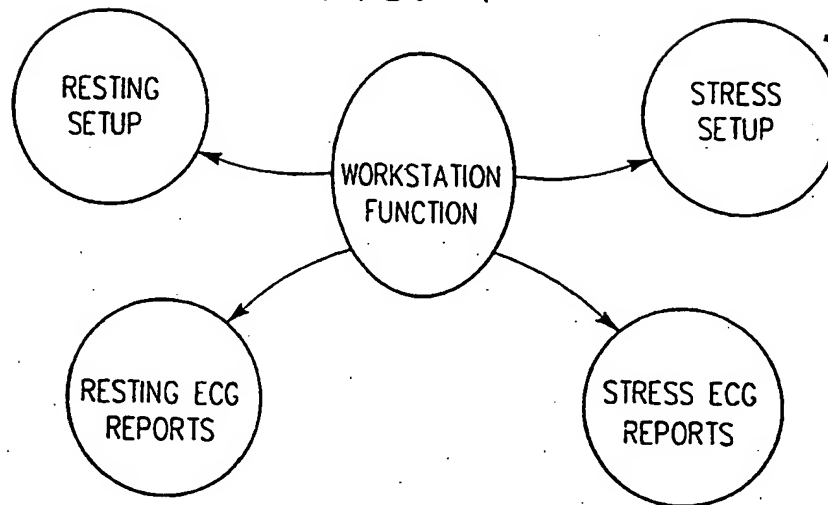 RESTING
SETUP
STRESS
SETUP
WORKSTATION
FUNCTION
RESTING ECG
REPORTS
STRESS ECG
REPORTS